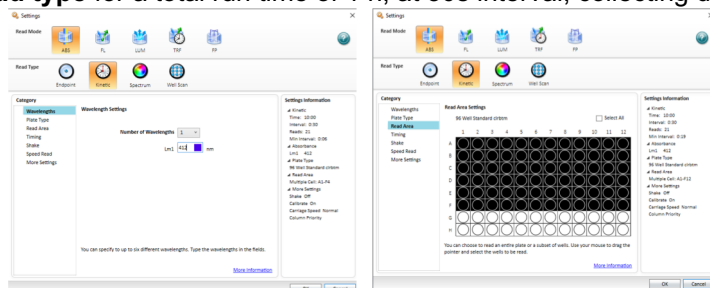 ata type for a total run time of 1 h, at 30s interval, collecting d
Settings
Read Mode
ABS FL LUM TRF FP
Read Type
Endpoint Kinetic Spectrum Well Scan
Category
Wavelengths
Plate Type
Read Area
Timing
Shake
Speed Read
More Settings
Wavelength Settings
Number of Wavelengths 1
Lm1 412 nm
You can specify to up to six different wavelengths. Type the wavelengths in the fields.
More Information
Settings Information
Kinetic
Time: 10:00
Interval: 0:30
Reads: 21
Min Interval: 0:06
Absorbance
Lm1 412
Plate Type
96 Well Standard clrbtm
Read Area
Multiple Cell: A1-F4
More Settings
Shake Off
Calibrate On
Carriage Speed Normal
Column Priority
Settings
Read Mode
ABS FL LUM TRF FP
Read Type
Endpoint Kinetic Spectrum Well Scan
Category
Wavelengths
Plate Type
Read Area
Timing
Shake
Speed Read
More Settings
Read Area Settings
96 Well Standard clrbtm Select All
1 2 3 4 5 6 7 8 9 10 11 12
A
B
C
D
E
F
G
H
You can choose to read an entire plate or a subset of wells. Use your mouse to drag the
pointer and select the wells to be read.
More Information
Settings Information
Kinetic
Time: 10:00
Interval: 0:30
Reads: 21
Min Interval: 0:19
Absorbance
Lm1 412
Plate Type
96 Well Standard clrbtm
Read Area
Multiple Cell: A1-F12
More Settings
Shake Off
Calibrate On
Carriage Speed Normal
Column Priority
OK Cancel